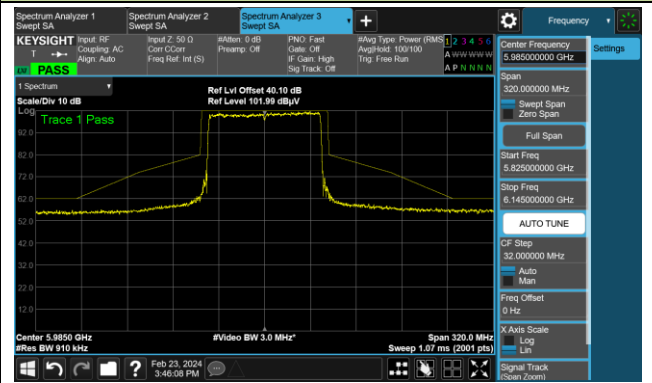 Spectrum Analyzer 1
Swept SA
Spectrum Analyzer 2
Swept SA
Spectrum Analyzer 3
Swept SA
Frequency
KEYSIGHT
Input: RF
Coupling: AC
Align: Auto
Input Z: 50 Ω
Corr CCorr
Freq Ref: Int (S)
#Atten: 0 dB
Preamp: Off
PNO: Fast
Gate: Off
IF Gain: High
Sig Track: Off
#Avg Type: Power (RMS)
Avg|Hold: 100/100
Trig: Free Run
1 2 3 4 5 6
A W W W W W
A P N N N N
T
LW PASS
1 Spectrum
Scale/Div 10 dB
Ref Lvl Offset 40.10 dB
Ref Level 101.99 dBµV
Log
Trace 1 Pass
92.0
82.0
72.0
62.0
52.0
42.0
32.0
22.0
12.0
Center 5.9850 GHz
#Res BW 910 kHz
#Video BW 3.0 MHz*
Span 320.0 MHz
Sweep 1.07 ms (2001 pts)
Feb 23, 2024
3:46:08 PM
Center Frequency
5.985000000 GHz
Settings
Span
320.000000 MHz
Swept Span
Zero Span
Full Span
Start Freq
5.825000000 GHz
Stop Freq
6.145000000 GHz
AUTO TUNE
CF Step
32.000000 MHz
Auto
Man
Freq Offset
0 Hz
X Axis Scale
Log
Lin
Signal Track
(Span Zoom)